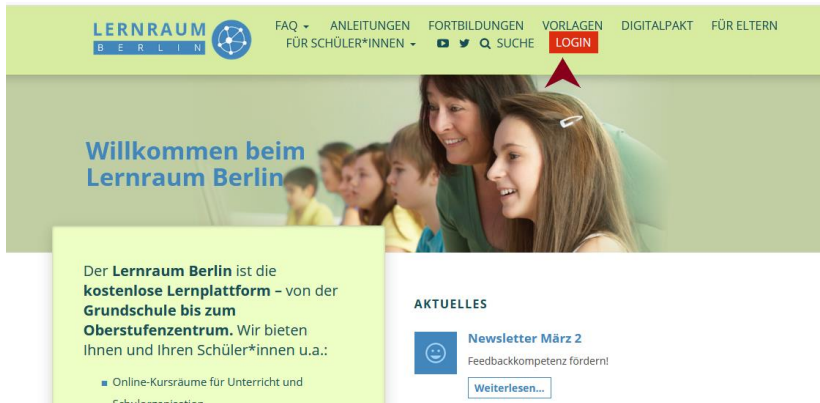 LERNRAUM
BERLIN
FAQ ANLEITUNGEN FORTBILDUNGEN VORLAGEN DIGITALPAKT FÜR ELTERN
FÜR SCHÜLER*INNEN SUCHE LOGIN
Willkommen beim
Lernraum Berlin
Der Lernraum Berlin ist die
kostenlose Lernplattform – von der
Grundschule bis zum
Oberstufenzentrum. Wir bieten
Ihnen und Ihren Schüler*innen u.a.:
Online-Kursräume für Unterricht und
AKTUELLES
Newsletter März 2
Feedbackkompetenz fördern!
Weiterlesen...